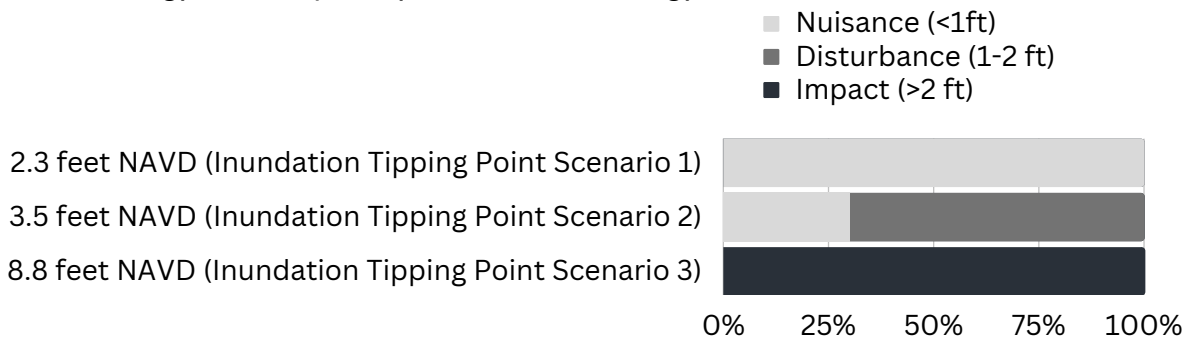 Nuisance (<1ft)
Disturbance (1-2 ft)
Impact (>2 ft)
2.3 feet NAVD (Inundation Tipping Point Scenario 1)
3.5 feet NAVD (Inundation Tipping Point Scenario 2)
8.8 feet NAVD (Inundation Tipping Point Scenario 3)
0% 25% 50% 75% 100%